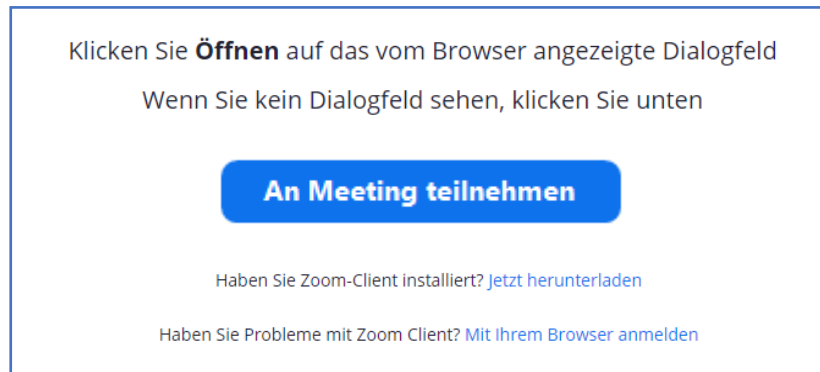 Klicken Sie Öffnen auf das vom Browser angezeigte Dialogfeld
Wenn Sie kein Dialogfeld sehen, klicken Sie unten
An Meeting teilnehmen
Haben Sie Zoom-Client installiert? Jetzt herunterladen
Haben Sie Probleme mit Zoom Client? Mit Ihrem Browser anmelden